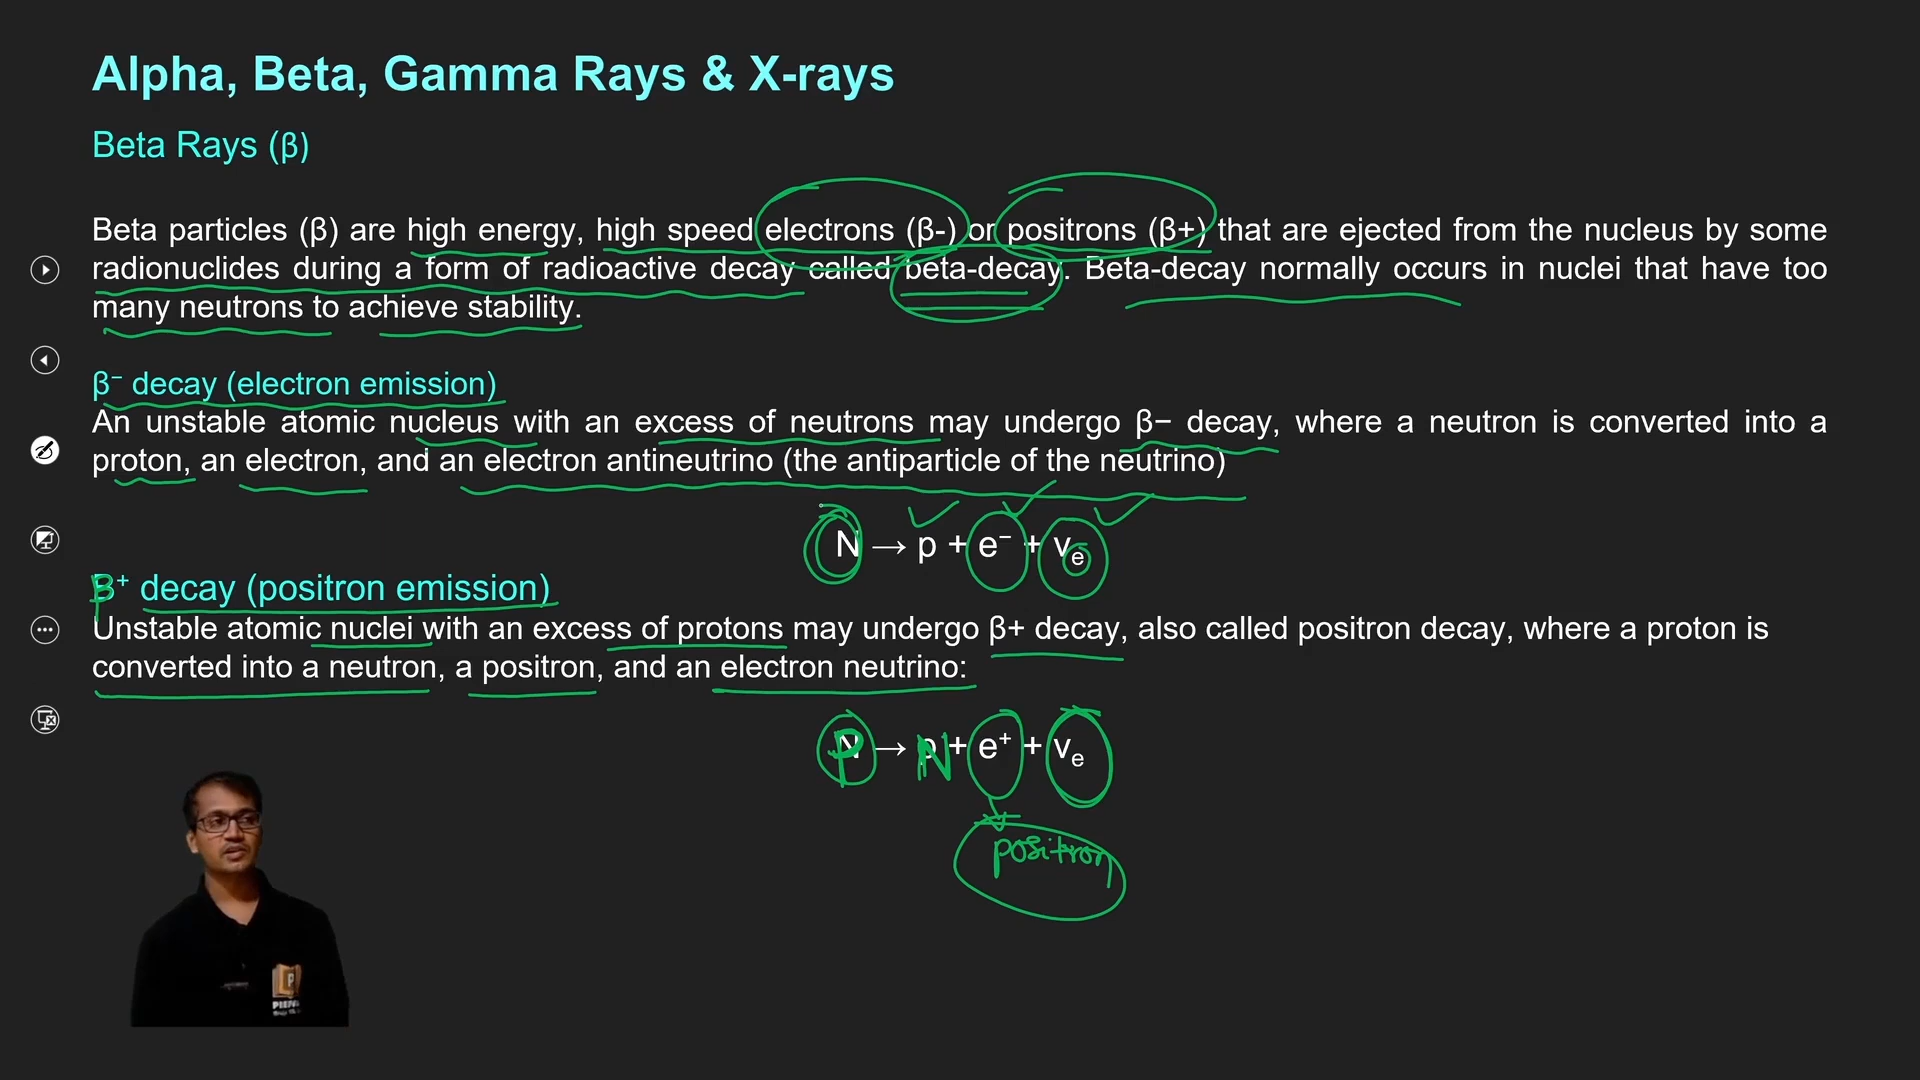 Alpha, Beta, Gamma Rays & X-rays
Beta Rays (β)
Beta particles (β) are high energy, high speed electrons (β-) or positrons (β+) that are ejected from the nucleus by some
radionuclides during a form of radioactive decay called beta-decay. Beta-decay normally occurs in nuclei that have too
many neutrons to achieve stability.
β⁻ decay (electron emission)
An unstable atomic nucleus with an excess of neutrons may undergo β− decay, where a neutron is converted into a
proton, an electron, and an electron antineutrino (the antiparticle of the neutrino)
N → p + e⁻ + vₑ
β⁺ decay (positron emission)
Unstable atomic nuclei with an excess of protons may undergo β+ decay, also called positron decay, where a proton is
converted into a neutron, a positron, and an electron neutrino:
P → N + e⁺ + vₑ
positron